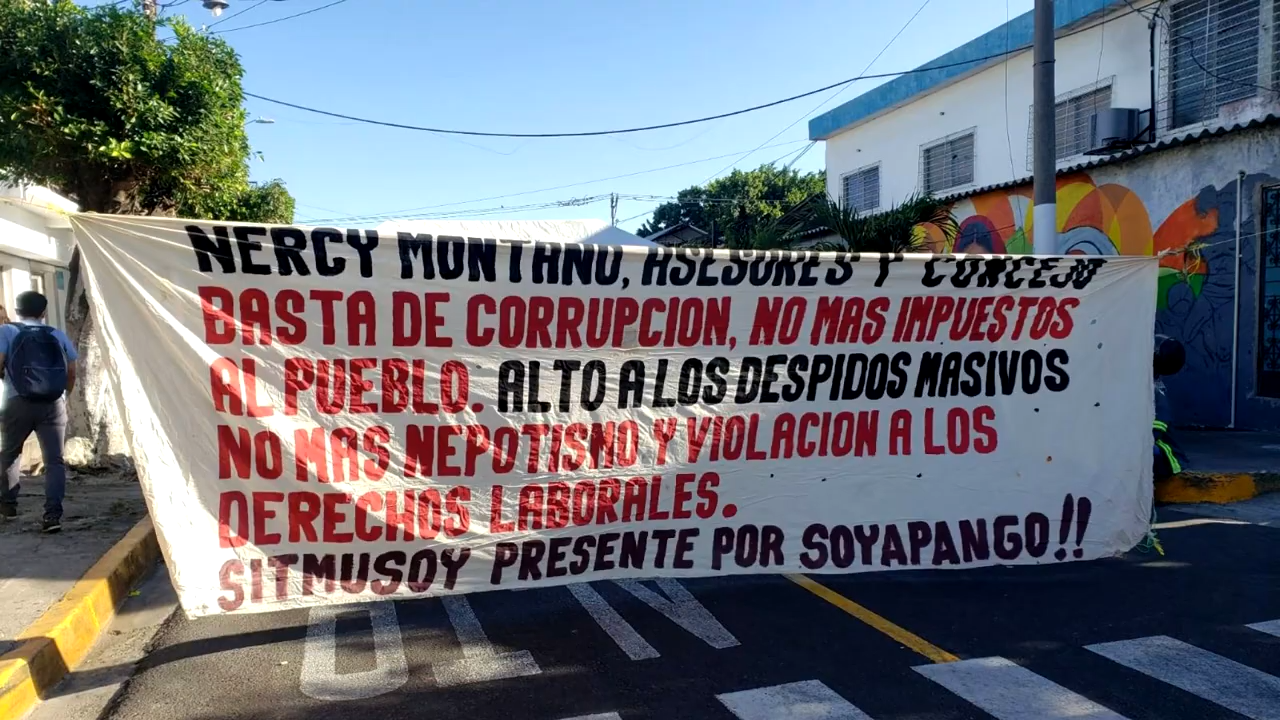 NERCY MONTANO, ASESORES Y CONCEJO
BASTA DE CORRUPCION, NO MAS IMPUESTOS
AL PUEBLO. ALTO A LOS DESPIDOS MASIVOS
NO MAS NEPOTISMO Y VIOLACION A LOS
DERECHOS LABORALES.
SITMUSOY PRESENTE POR SOYAPANGO!!